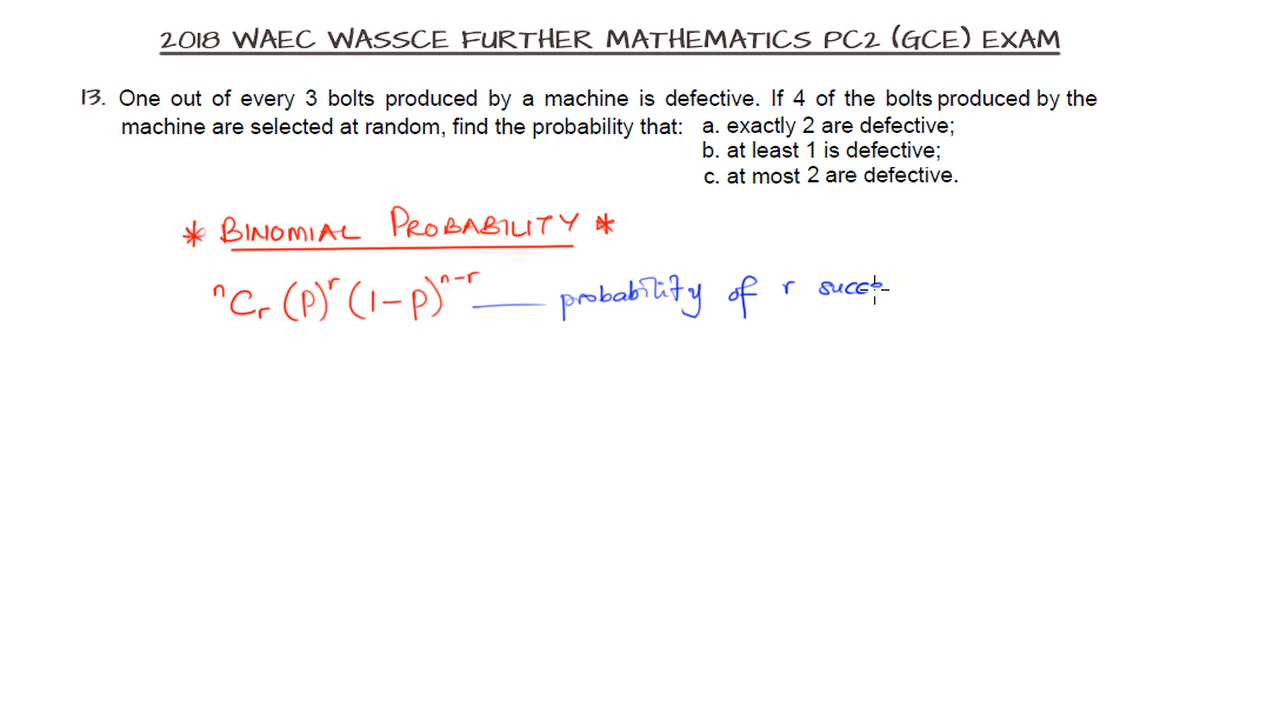 2018 WAEC WASSCE FURTHER MATHEMATICS PC2 (GCE) EXAM
13. One out of every 3 bolts produced by a machine is defective. If 4 of the bolts produced by the
machine are selected at random, find the probability that: a. exactly 2 are defective;
b. at least 1 is defective;
c. at most 2 are defective.
* BINOMIAL PROBABILITY *
ⁿCᵣ (P)ʳ (1-P)ⁿ⁻ʳ — probability of r succe